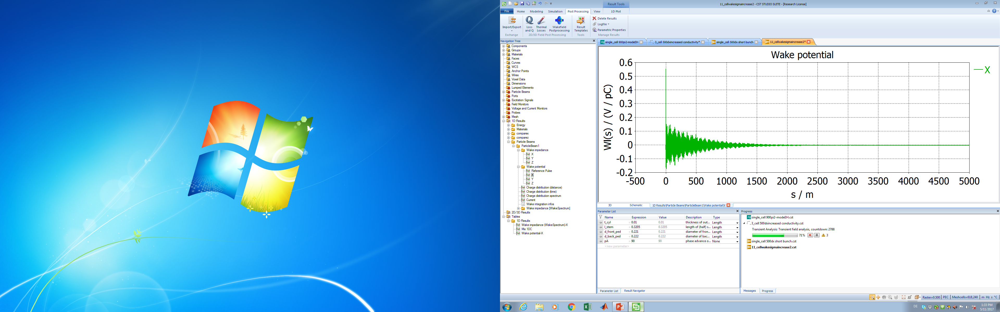 11_cellwakesigmaincrease2 - CST STUDIO SUITE - [Research License]
Result Tools
File Home Modeling Simulation Post Processing View 1D Plot
Import/Export
Exchange
Loss and Q
Thermal Losses
Wakefield Postprocessing
2D/3D Field Post Processing
Result Templates
Tools
Delete Results
Logfile
Parametric Properties
Manage Results
Navigation Tree
Components
Groups
Materials
Faces
Curves
WCS
Anchor Points
Wires
Voxel Data
Dimensions
Lumped Elements
Particle Beams
Ports
Excitation Signals
Field Monitors
Voltage and Current Monitors
Probes
Mesh
1D Results
Energy
Materials
comparex
comparez
Particle Beams
ParticleBeam1
Wake impedance
X
Y
Z
Wake potential
Reference Pulse
X
Y
Z
Charge distribution (distance)
Charge distribution (time)
Charge distribution spectrum
Current
Wake integration infos
Wake impedance [WakeSpectrum]
2D/3D Results
Tables
1D Results
Wake impedance (WakeSpectrum)-X
Mix 1DC
Wake potential-X
single_cell 900pi2-modeEH
3_cell 500dxincreased conductivity*
single_cell 500dx short bunch
11_cellwakesigmaincrease2*
Wake potential
X
Wl(s) / (V / pC)
0.6
0.5
0.4
0.3
0.2
0.1
0
-0.1
-0.2
-500 0 500 1000 1500 2000 2500 3000 3500 4000 4500 5000
s / m
3D Schematic 1D Results\Particle Beams\ParticleBeam1\Wake potential\X
Parameter List
Name Expression Value Description Type
t_cyl = 0.01 0.01 thickness of out... Length
l_stem = 0.3205 0.3205 length of (half) s... Length
d_front_ped = 0.221 0.221 diameter of fron... Length
d_back_ped = 0.222 0.222 diameter of bac... Length
pA = 90 90 phase advance o... None
<new parameter>
Parameter List Result Navigator
Progress
single_cell 900pi2-modeEH.cst
3_cell 500dxincreased conductivity.cst
Transient Analysis: Transient field analysis, countdown: 2788
71% 3
single_cell 500dx short bunch.cst
11_cellwakesigmaincrease2.cst
Messages Progress
Raster=0.500 PEC Meshcells=618,240 m Hz s °C
DE
1:33 PM
5/11/2017